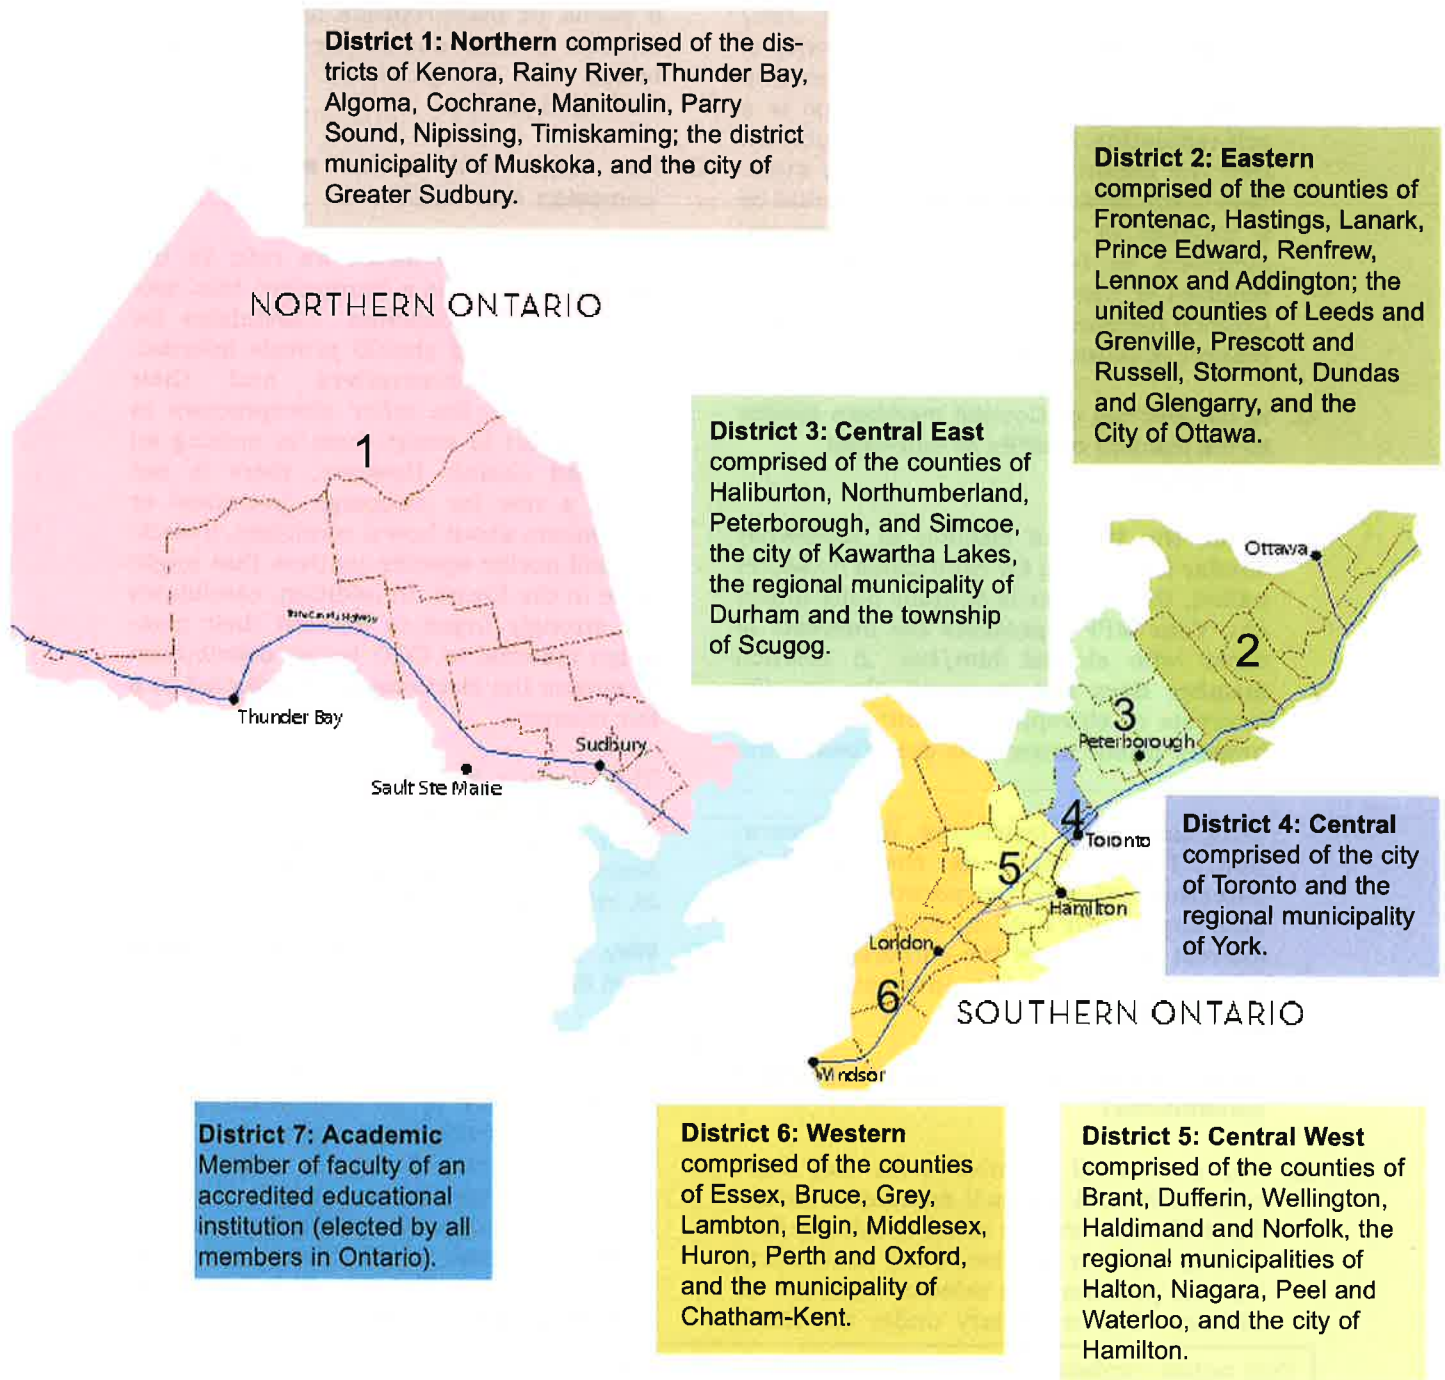 District 1: Northern comprised of the dis-
tricts of Kenora, Rainy River, Thunder Bay,
Algoma, Cochrane, Manitoulin, Parry
Sound, Nipissing, Timiskaming; the district
municipality of Muskoka, and the city of
Greater Sudbury.
District 2: Eastern
comprised of the counties of
Frontenac, Hastings, Lanark,
Prince Edward, Renfrew,
Lennox and Addington; the
united counties of Leeds and
Grenville, Prescott and
Russell, Stormont, Dundas
and Glengarry, and the
City of Ottawa.
NORTHERN ONTARIO
1
District 3: Central East
comprised of the counties of
Haliburton, Northumberland,
Peterborough, and Simcoe,
the city of Kawartha Lakes,
the regional municipality of
Durham and the township
of Scugog.
Ottawa
2
Trans-Canada Highway
Thunder Bay
Sudbury
Sault Ste Marie
3
Peterborough
4
Toronto
5
Hamilton
London
6
Windsor
District 4: Central
comprised of the city
of Toronto and the
regional municipality
of York.
SOUTHERN ONTARIO
District 7: Academic
Member of faculty of an
accredited educational
institution (elected by all
members in Ontario).
District 6: Western
comprised of the counties
of Essex, Bruce, Grey,
Lambton, Elgin, Middlesex,
Huron, Perth and Oxford,
and the municipality of
Chatham-Kent.
District 5: Central West
comprised of the counties of
Brant, Dufferin, Wellington,
Haldimand and Norfolk, the
regional municipalities of
Halton, Niagara, Peel and
Waterloo, and the city of
Hamilton.